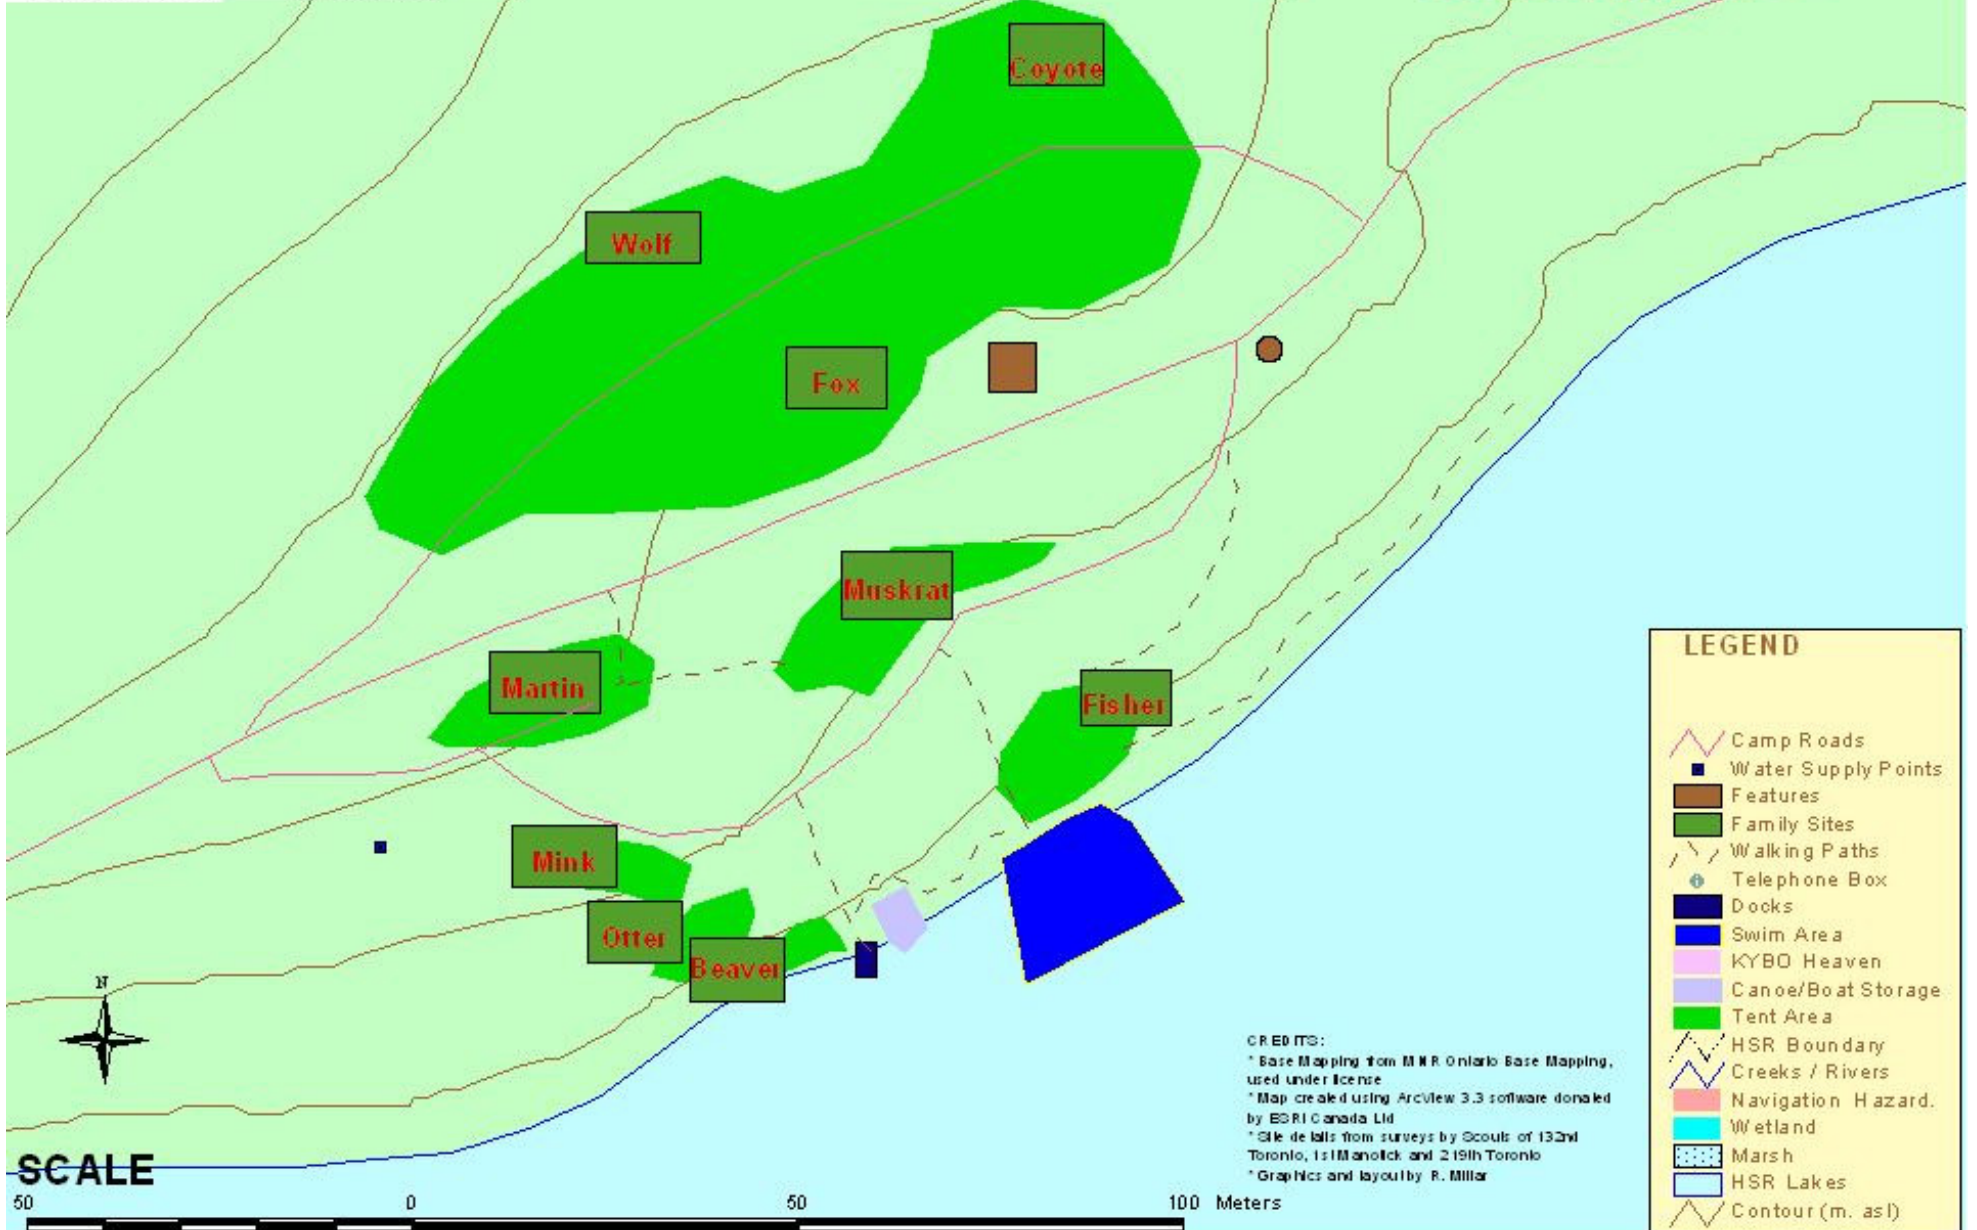 Coyote
Wolf
Fox
Muskrat
Martin
Fisher
Mink
Otter
Beaver
N
LEGEND
Camp Roads
Water Supply Points
Features
Family Sites
Walking Paths
Telephone Box
Docks
Swim Area
KYBO Heaven
Canoe/Boat Storage
Tent Area
HSR Boundary
Creeks / Rivers
Navigation Hazard.
Wetland
Marsh
HSR Lakes
Contour (m. asl)
CREDITS:
* Base Mapping from MNR Ontario Base Mapping,
used under license
* Map created using ArcView 3.3 software donated
by ESRI Canada Ltd
* Site details from surveys by Scouts of 132nd
Toronto, 1st Manotick and 219th Toronto
* Graphics and layout by R. Millar
SCALE
50 0 50 100 Meters